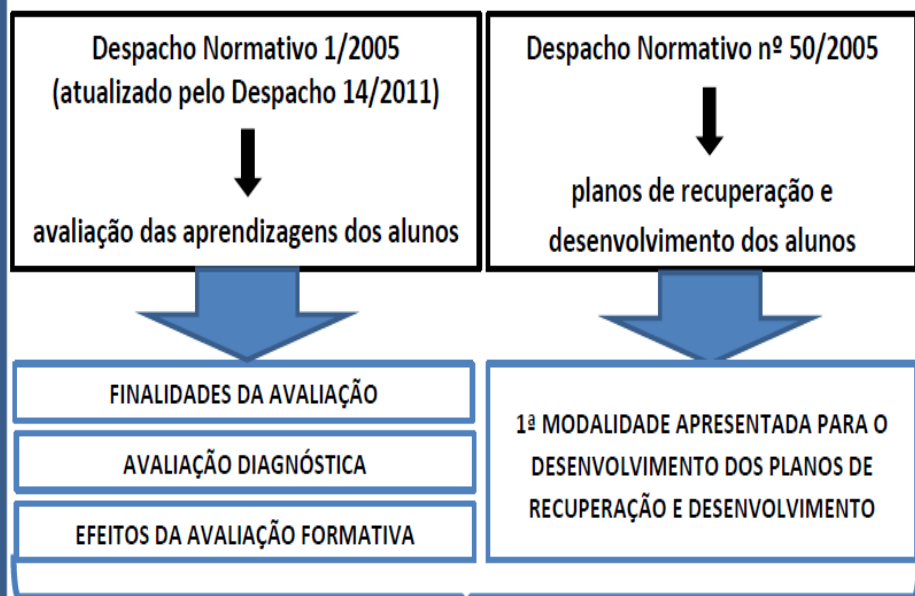 Despacho Normativo 1/2005
(atualizado pelo Despacho 14/2011)
avaliação das aprendizagens dos alunos
Despacho Normativo nº 50/2005
planos de recuperação e
desenvolvimento dos alunos
FINALIDADES DA AVALIAÇÃO
AVALIAÇÃO DIAGNÓSTICA
EFEITOS DA AVALIAÇÃO FORMATIVA
1ª MODALIDADE APRESENTADA PARA O
DESENVOLVIMENTO DOS PLANOS DE
RECUPERAÇÃO E DESENVOLVIMENTO